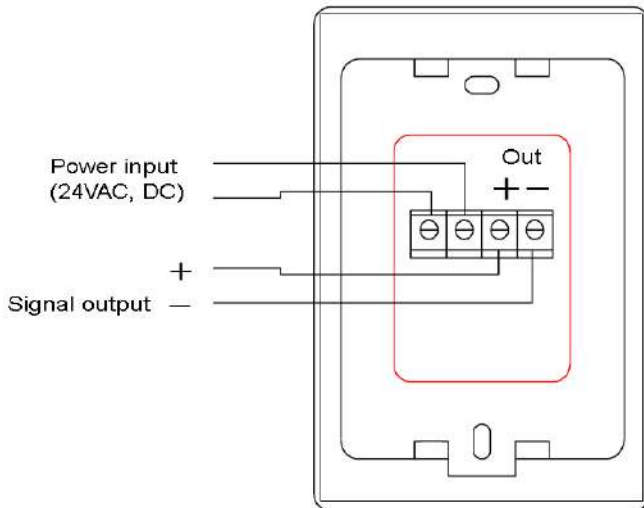 Out
+ −
Power input
(24VAC, DC)
+
Signal output −